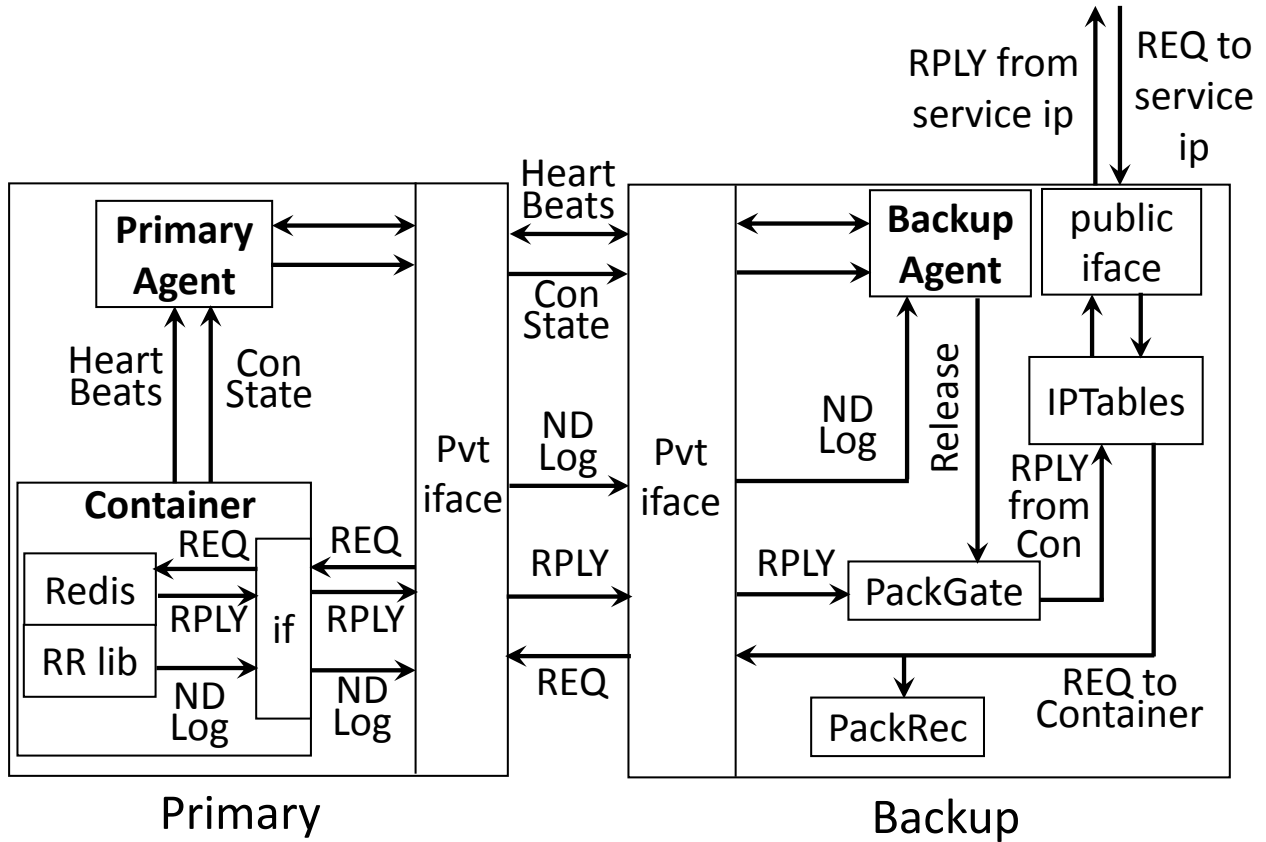 RPLY from
service ip
REQ to
service
ip
Heart
Beats
Primary
Agent
Backup
Agent
public
iface
Con
State
Heart
Beats
Con
State
Release
IPTables
ND
Log
ND
Log
Pvt
iface
Pvt
iface
RPLY
from
Con
Container
REQ
REQ
Redis
RPLY
RPLY
if
RR lib
ND
Log
ND
Log
RPLY
RPLY
PackGate
REQ
REQ to
Container
PackRec
Primary
Backup